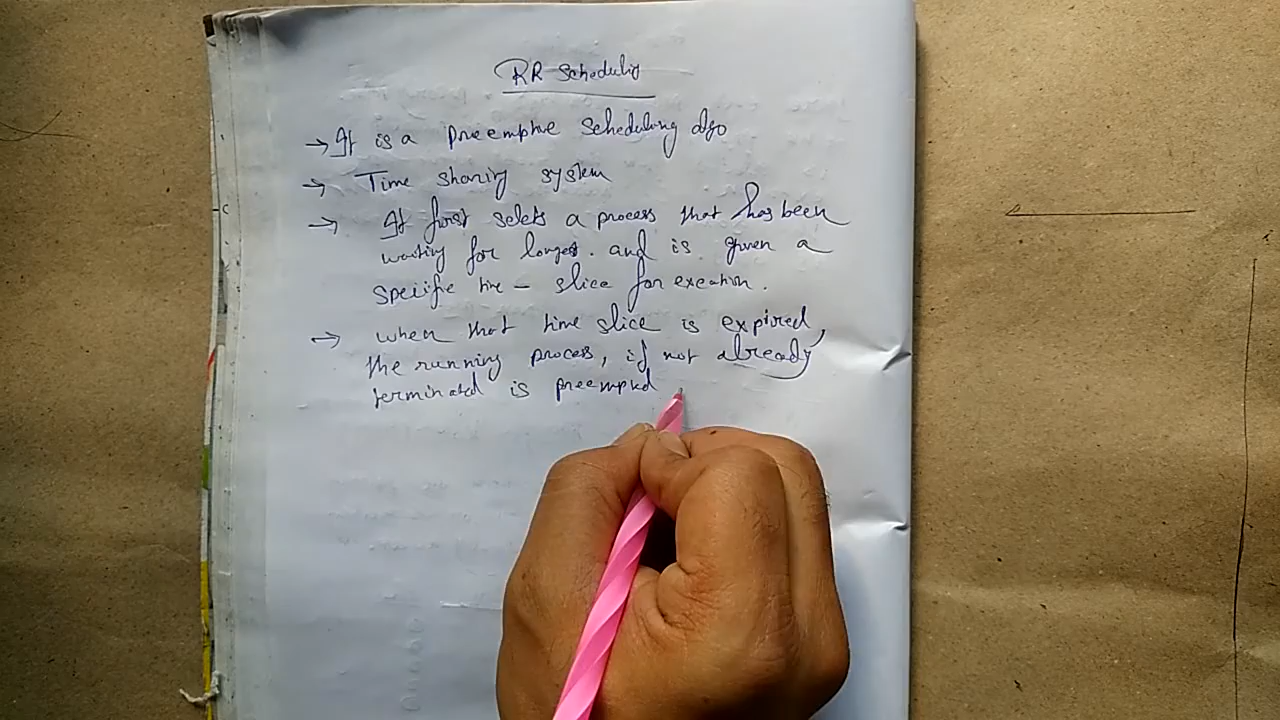 RR Scheduling
→ It is a Preemptive Scheduling algo
→ Time sharing system
→ It first selets a process that has been
waiting for longest. and is given a
specific time - slice for execution.
→ when that time slice is expired,
the running process, if not already
terminated is preempted